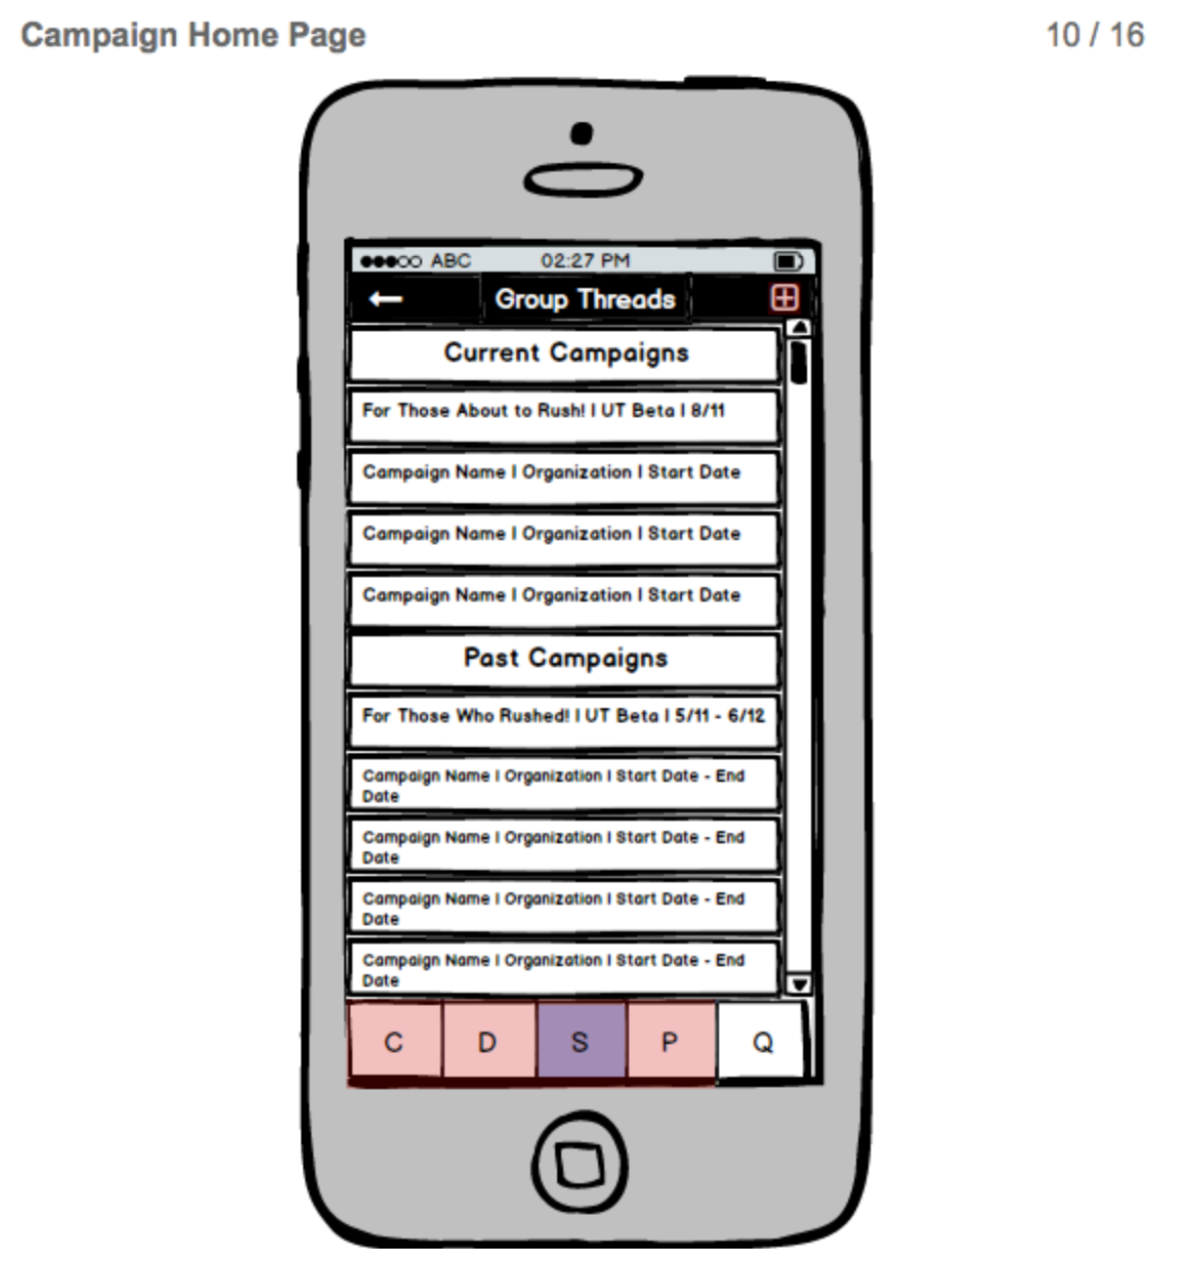 Campaign Home Page 10 / 16
ABC 02:27 PM
Group Threads
Current Campaigns
For Those About to Rush! | UT Beta | 8/11
Campaign Name | Organization | Start Date
Campaign Name | Organization | Start Date
Campaign Name | Organization | Start Date
Past Campaigns
For Those Who Rushed! | UT Beta | 5/11 - 6/12
Campaign Name | Organization | Start Date - End
Date
Campaign Name | Organization | Start Date - End
Date
Campaign Name | Organization | Start Date - End
Date
Campaign Name | Organization | Start Date - End
Date
C D S P Q